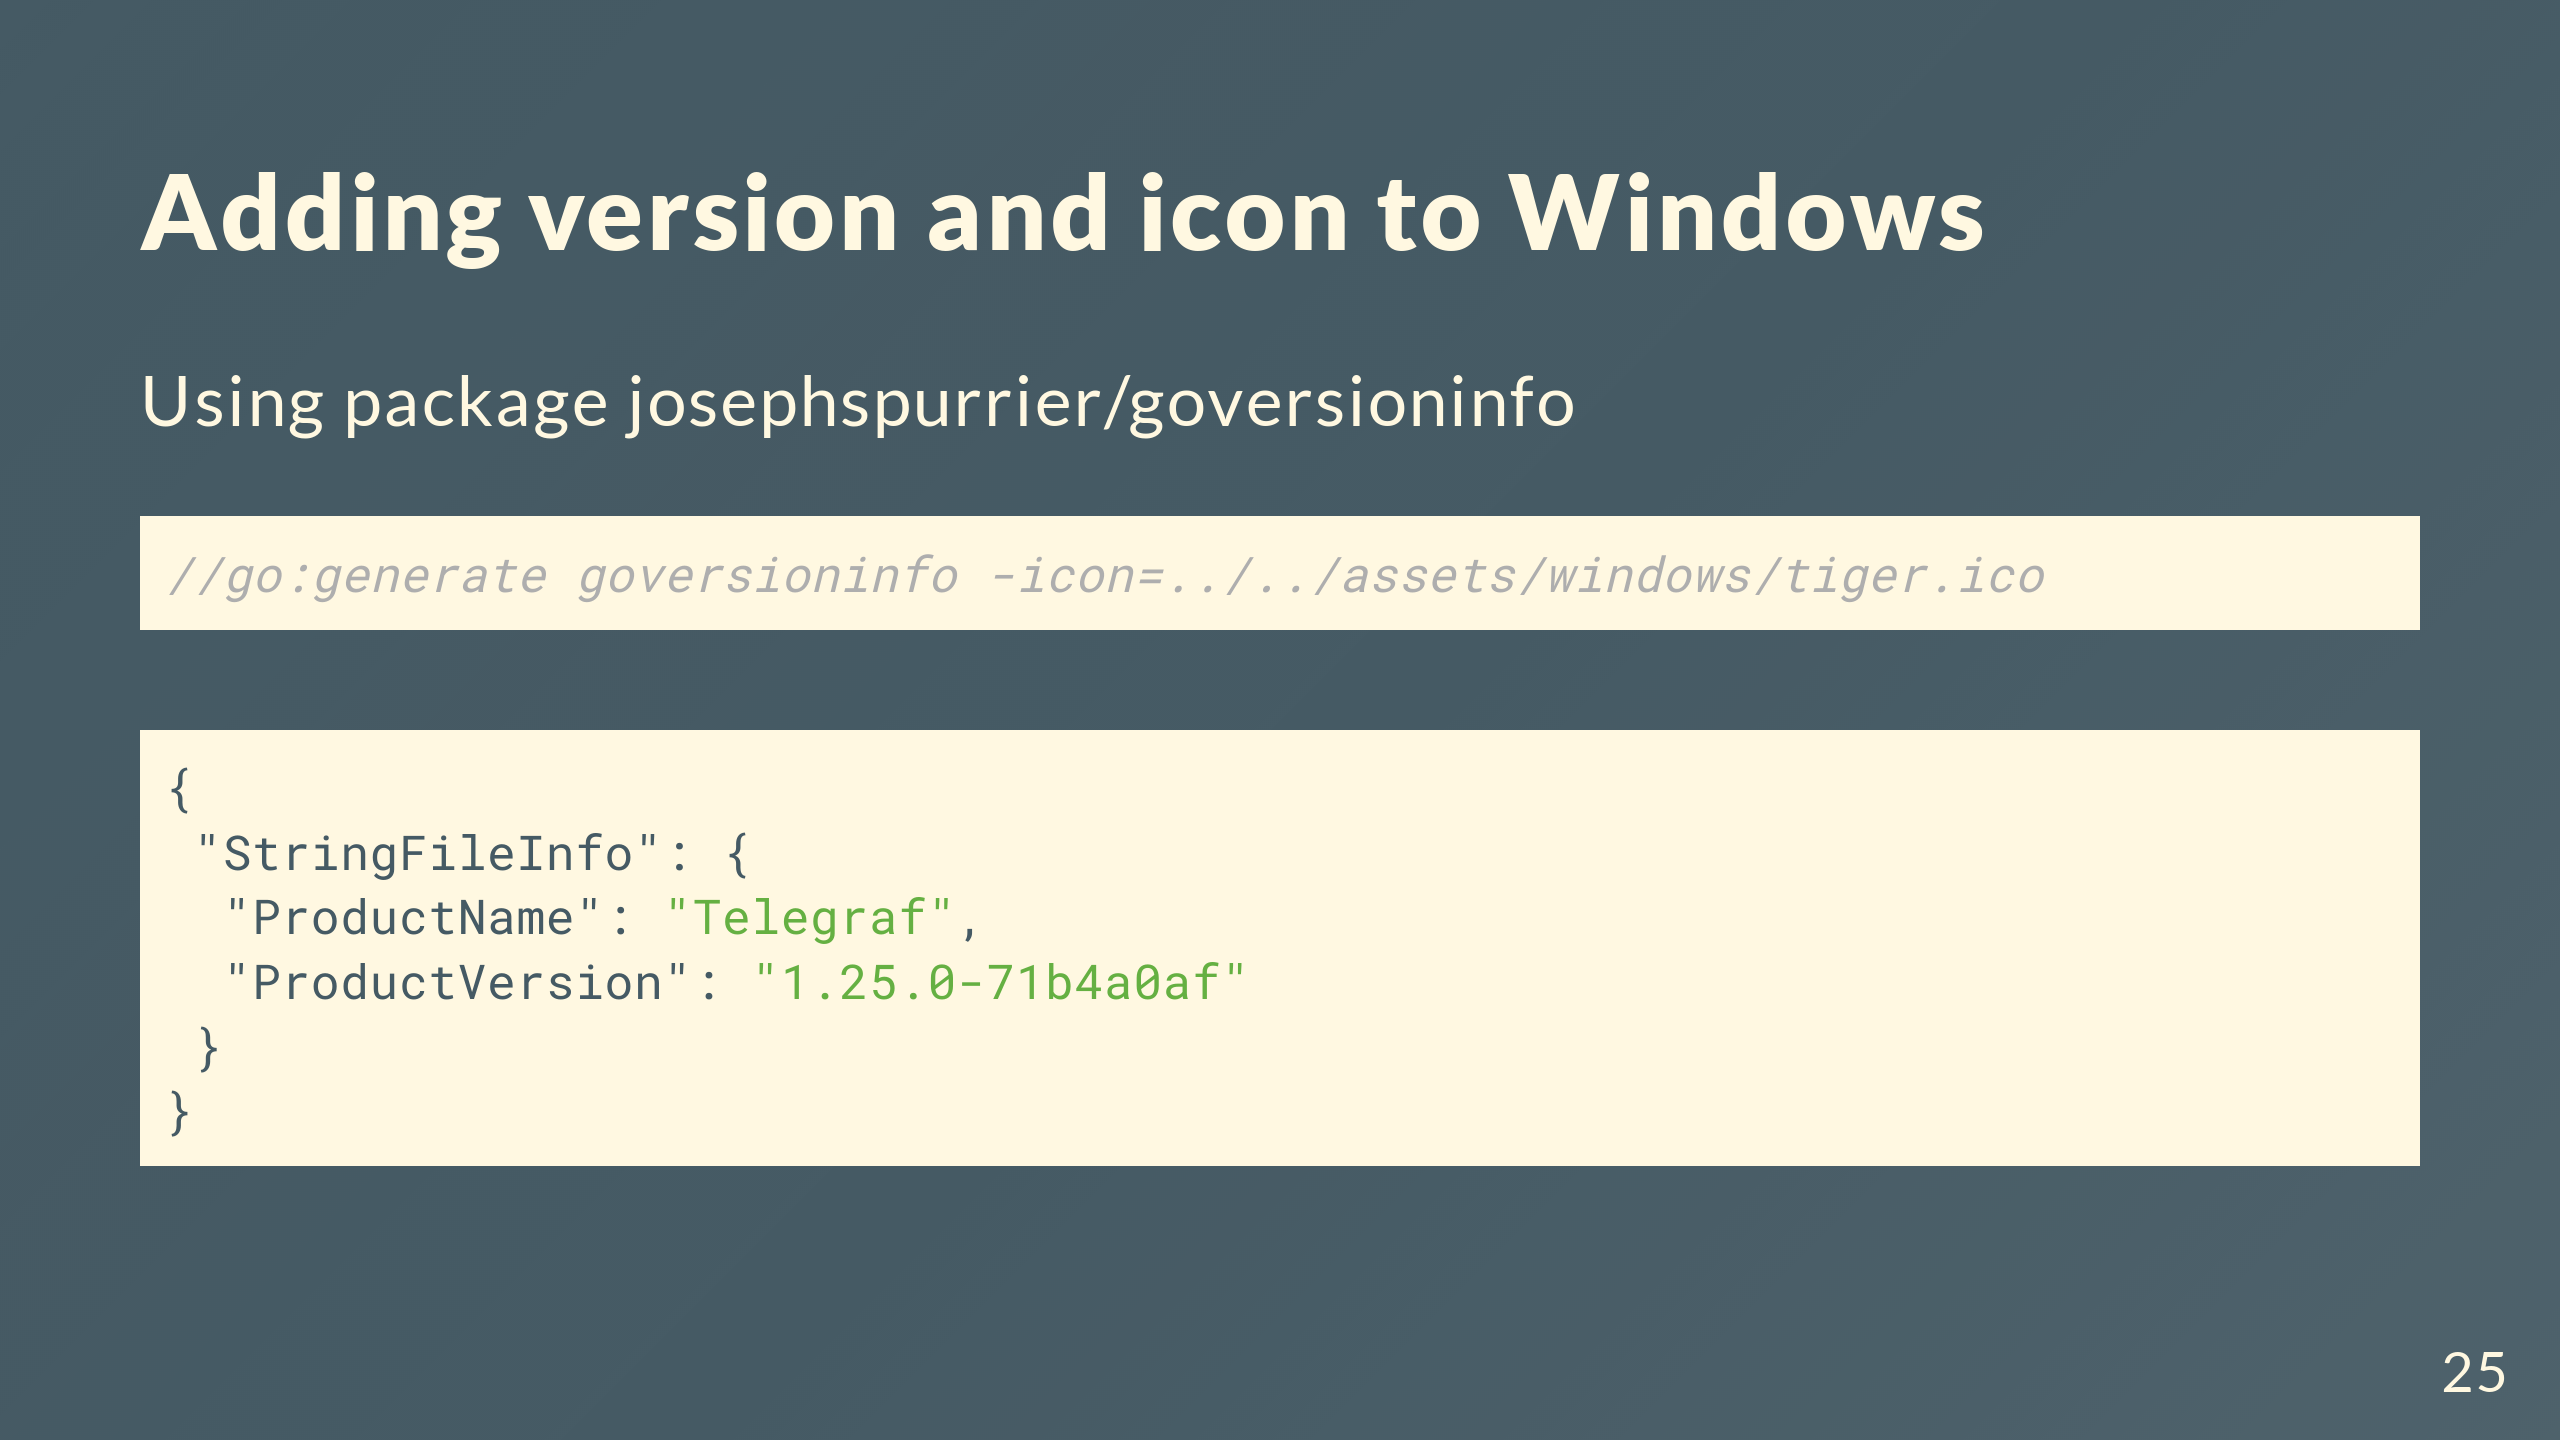 Adding version and icon to Windows
Using package josephspurrier/goversioninfo
//go:generate goversioninfo -icon=../../assets/windows/tiger.ico
{
 "StringFileInfo": {
  "ProductName": "Telegraf",
  "ProductVersion": "1.25.0-71b4a0af"
 }
}
25